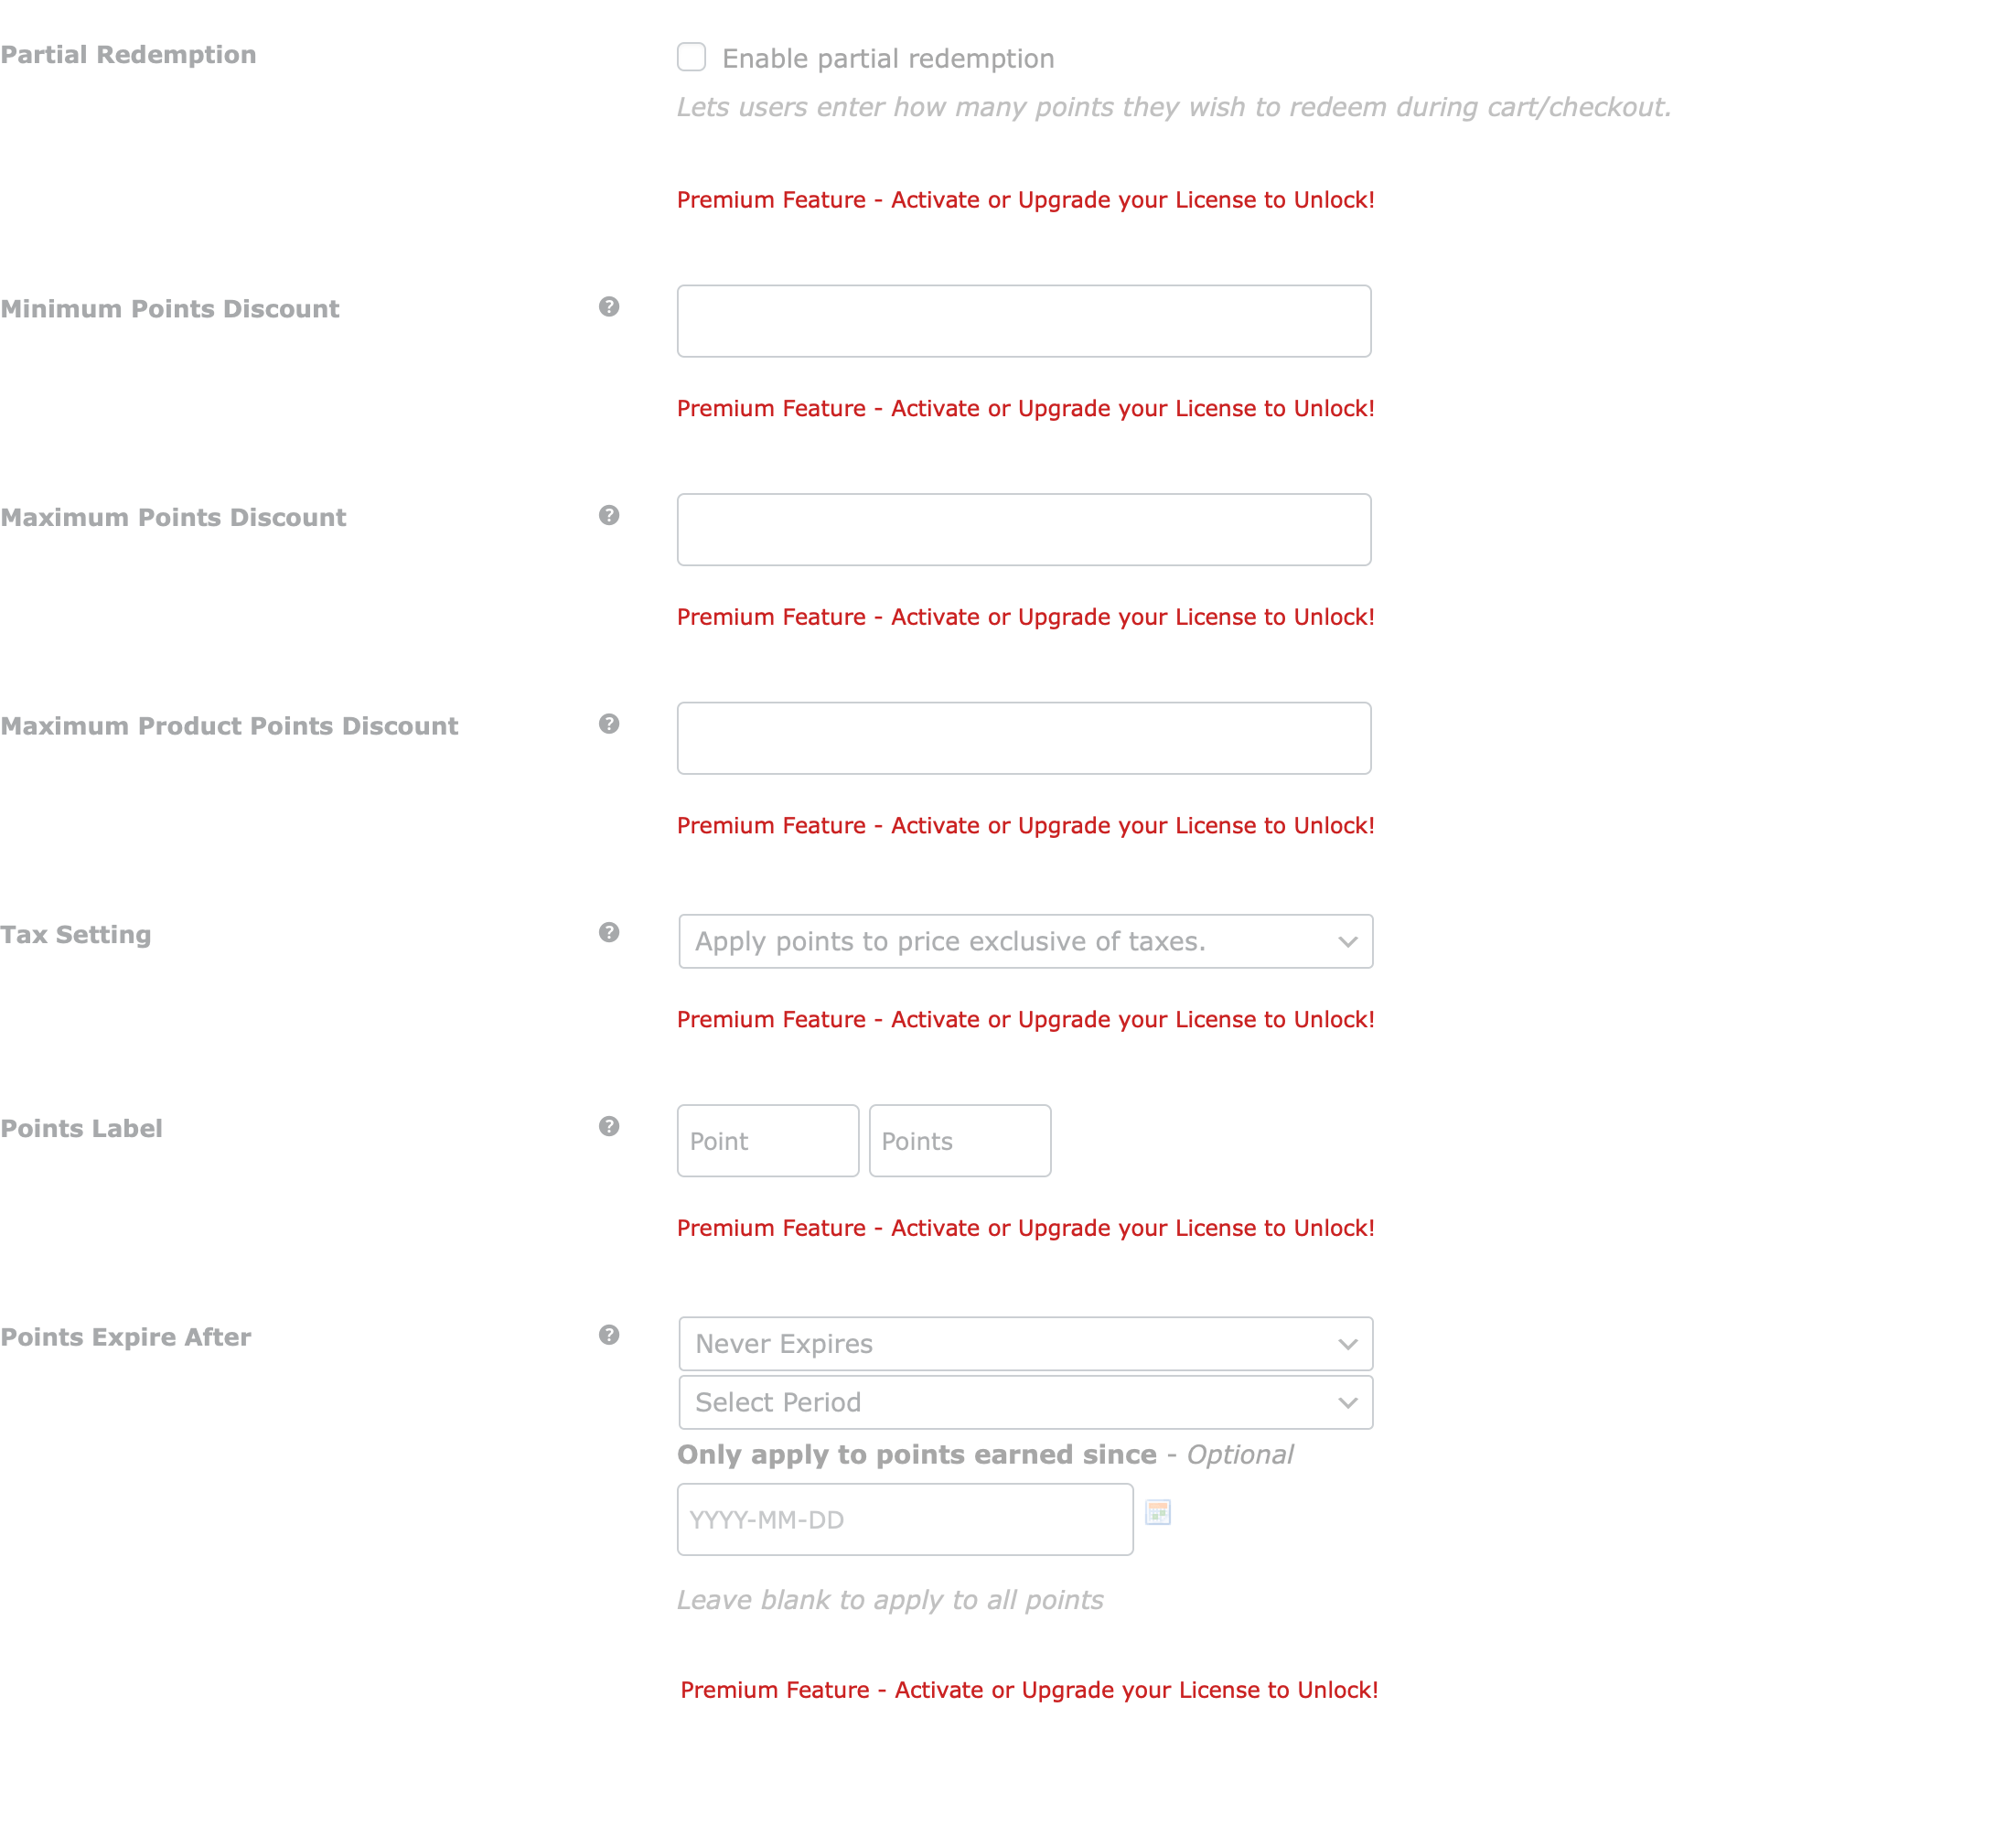 Partial Redemption
Enable partial redemption
Lets users enter how many points they wish to redeem during cart/checkout.
Premium Feature - Activate or Upgrade your License to Unlock!
Minimum Points Discount
?
Premium Feature - Activate or Upgrade your License to Unlock!
Maximum Points Discount
?
Premium Feature - Activate or Upgrade your License to Unlock!
Maximum Product Points Discount
?
Premium Feature - Activate or Upgrade your License to Unlock!
Tax Setting
?
Apply points to price exclusive of taxes.
Premium Feature - Activate or Upgrade your License to Unlock!
Points Label
?
Point
Points
Premium Feature - Activate or Upgrade your License to Unlock!
Points Expire After
?
Never Expires
Select Period
Only apply to points earned since - Optional
YYYY-MM-DD
Leave blank to apply to all points
Premium Feature - Activate or Upgrade your License to Unlock!